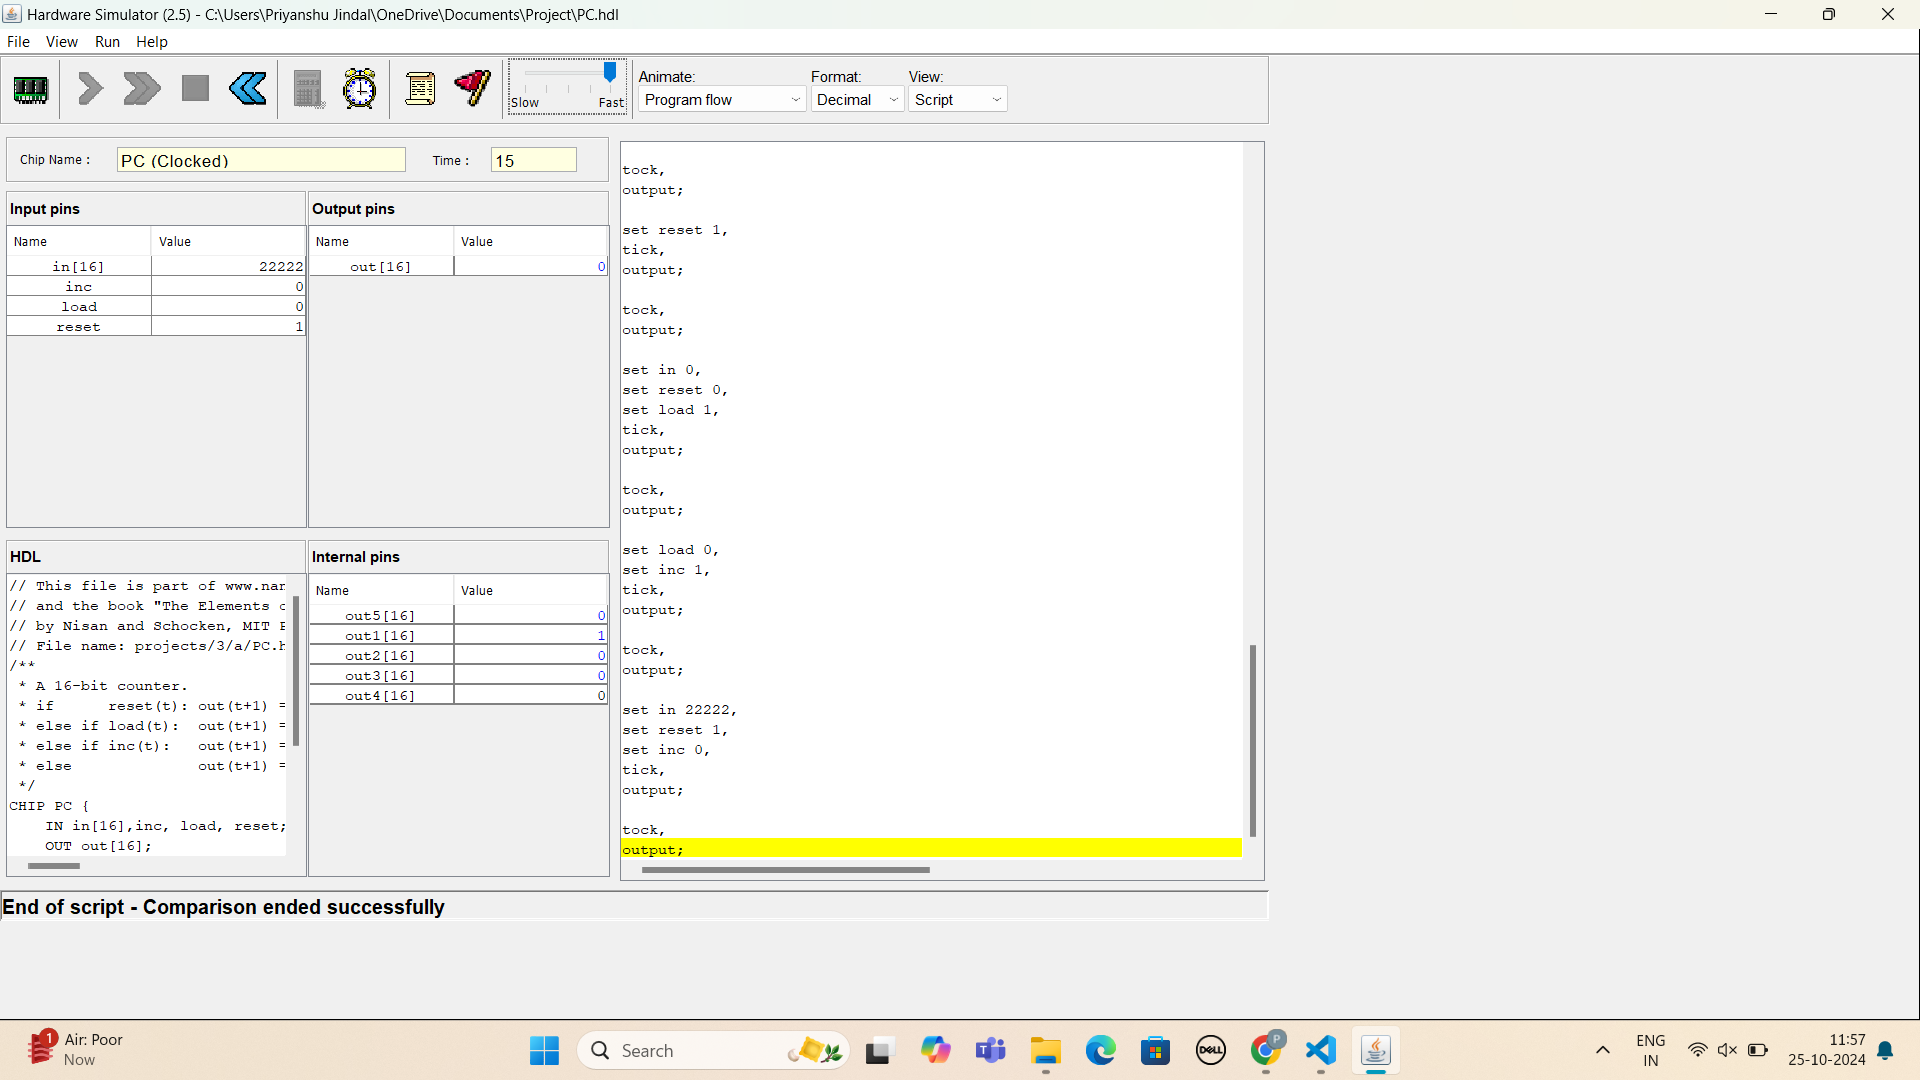 Hardware Simulator (2.5) - C:\Users\Priyanshu Jindal\OneDrive\Documents\Project\PC.hdl
File View Run Help
Slow Fast
Animate: Format: View:
Program flow Decimal Script
Chip Name : PC (Clocked) Time : 15
Input pins
Name Value
in[16] 22222
inc 0
load 0
reset 1
Output pins
Name Value
out[16] 0
HDL
// This file is part of www.nan
// and the book "The Elements o
// by Nisan and Schocken, MIT P
// File name: projects/3/a/PC.h
/**
* A 16-bit counter.
* if reset(t): out(t+1) =
* else if load(t): out(t+1) =
* else if inc(t): out(t+1) =
* else out(t+1) =
*/
CHIP PC {
IN in[16],inc, load, reset;
OUT out[16];
Internal pins
Name Value
out5[16] 0
out1[16] 1
out2[16] 0
out3[16] 0
out4[16] 0
tock,
output;
set reset 1,
tick,
output;
tock,
output;
set in 0,
set reset 0,
set load 1,
tick,
output;
tock,
output;
set load 0,
set inc 1,
tick,
output;
tock,
output;
set in 22222,
set reset 1,
set inc 0,
tick,
output;
tock,
output;
End of script - Comparison ended successfully
1
Air: Poor
Now
Search
DELL
P
ENG
IN
11:57
25-10-2024